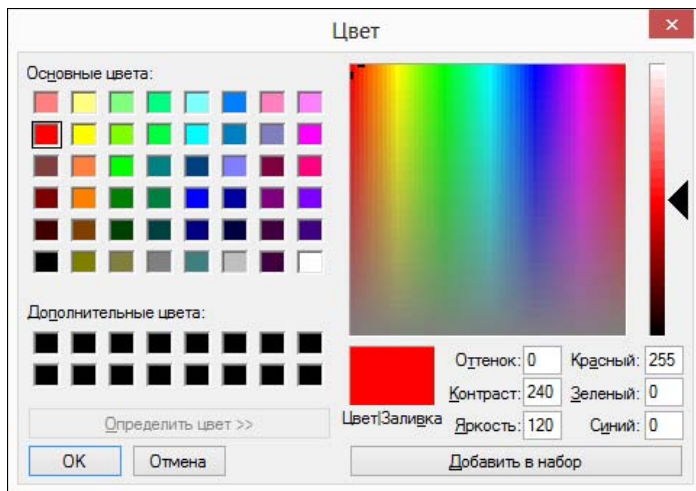 Цвет
Основные цвета:
Дополнительные цвета:
Определить цвет >>
OK
Отмена
Цвет|Заливка
Оттенок: 0
Красный: 255
Контраст: 240
Зеленый: 0
Яркость: 120
Синий: 0
Добавить в набор